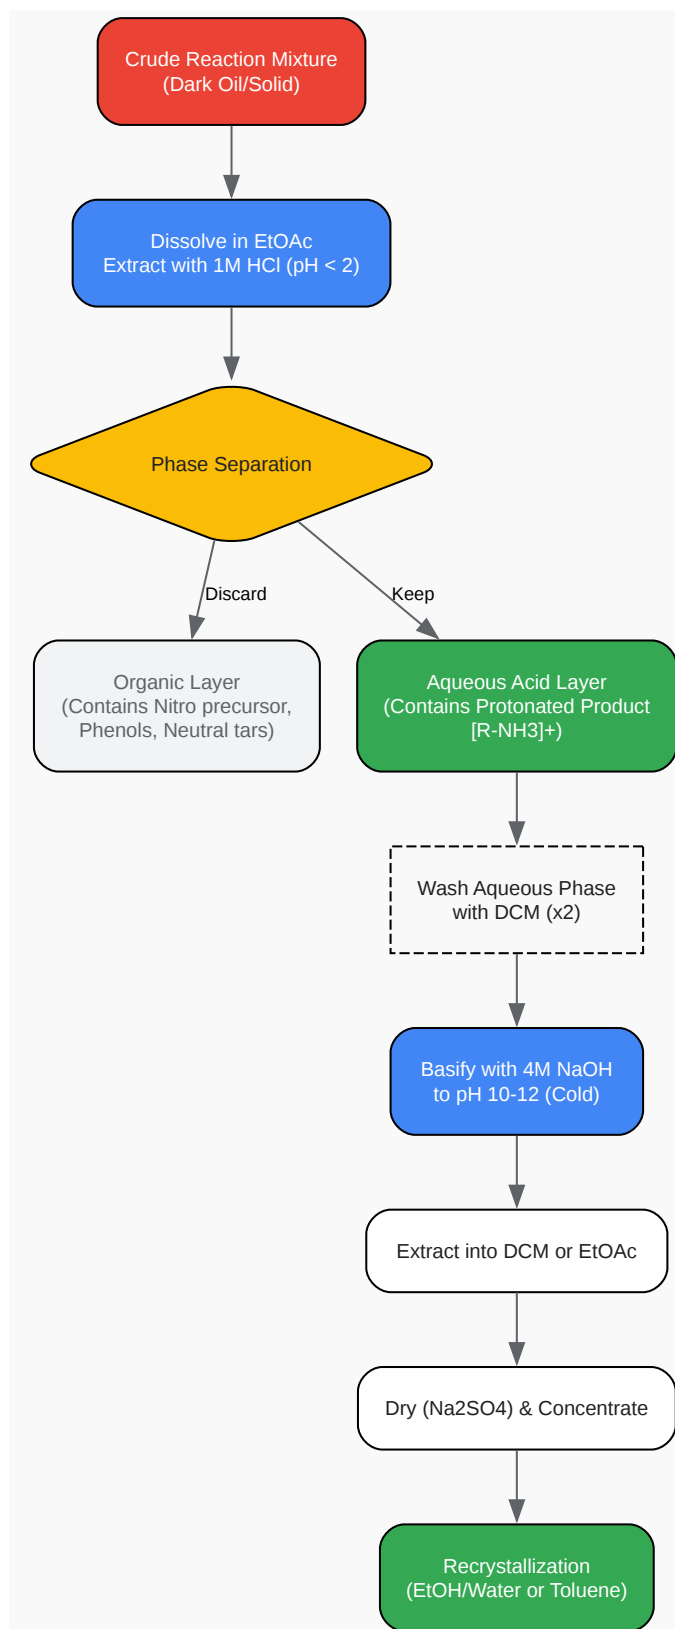 Crude Reaction Mixture
(Dark Oil/Solid)
Dissolve in EtOAc
Extract with 1M HCl (pH < 2)
Phase Separation
Discard
Keep
Organic Layer
(Contains Nitro precursor,
Phenols, Neutral tars)
Aqueous Acid Layer
(Contains Protonated Product
[R-NH3]+)
Wash Aqueous Phase
with DCM (x2)
Basify with 4M NaOH
to pH 10-12 (Cold)
Extract into DCM or EtOAc
Dry (Na2SO4) & Concentrate
Recrystallization
(EtOH/Water or Toluene)